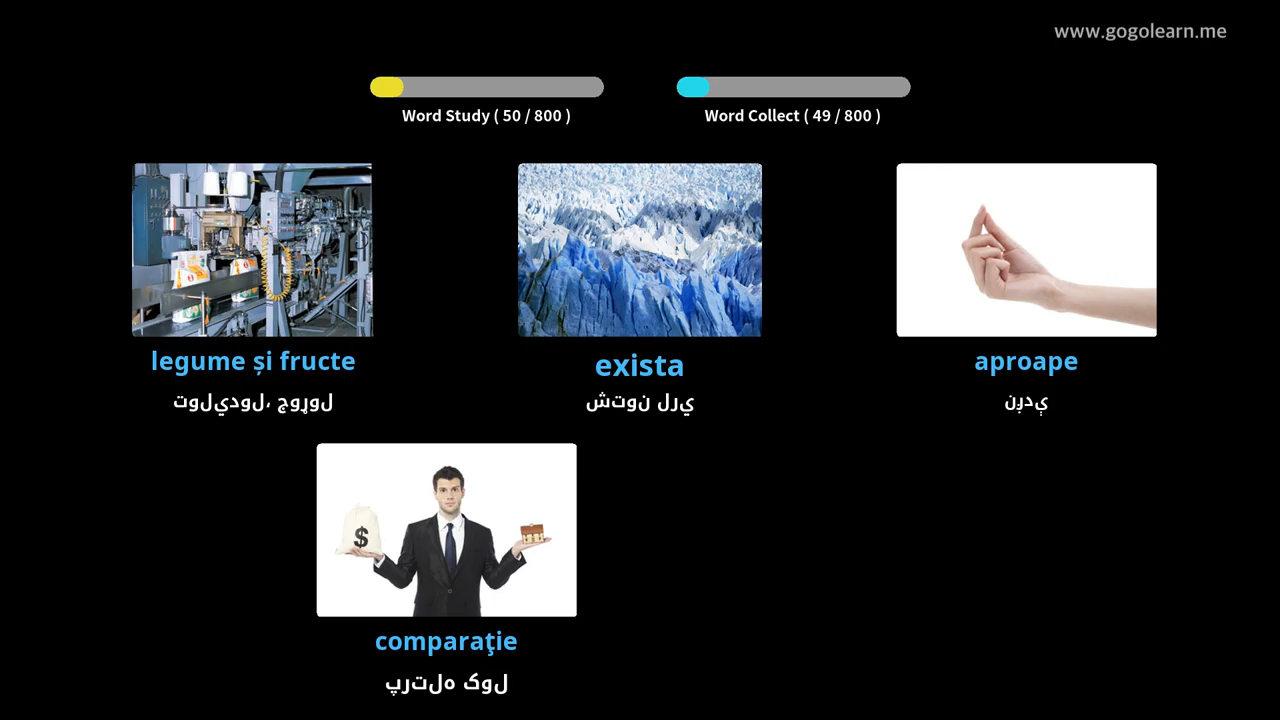 www.gogolearn.me
Word Study ( 50 / 800 )
Word Collect ( 49 / 800 )
legume și fructe
توليدول، جوړول
exista
شتون لري
aproape
نږدې
comparaţie
پرتله کول
$